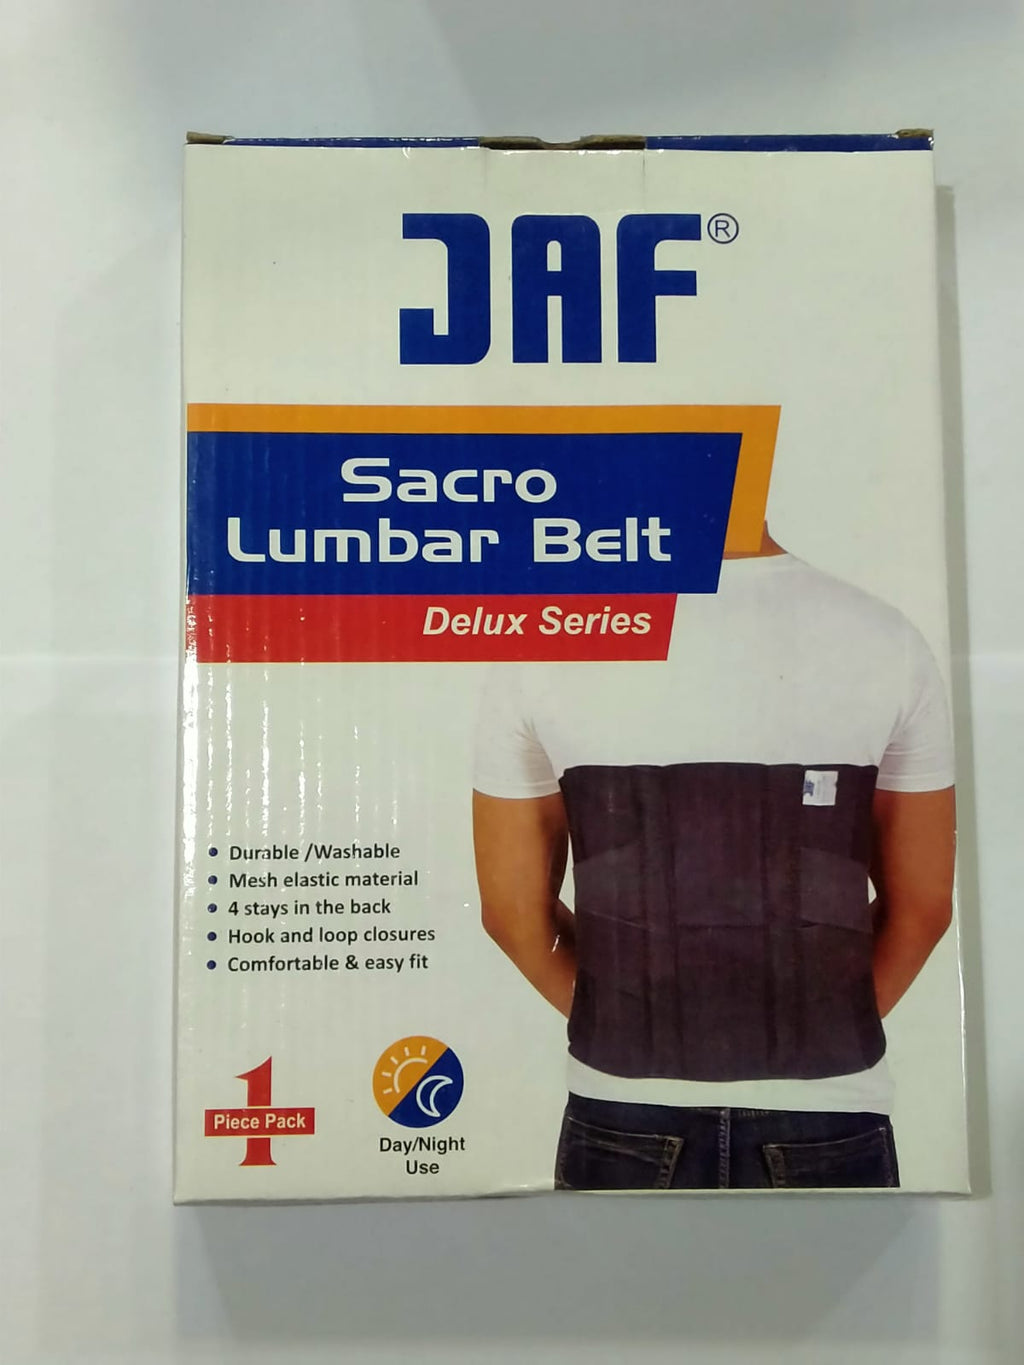 JAF®
Sacro
Lumbar Belt
Delux Series
• Durable /Washable
• Mesh elastic material
• 4 stays in the back
• Hook and loop closures
• Comfortable & easy fit
1
Piece Pack
Day/Night
Use